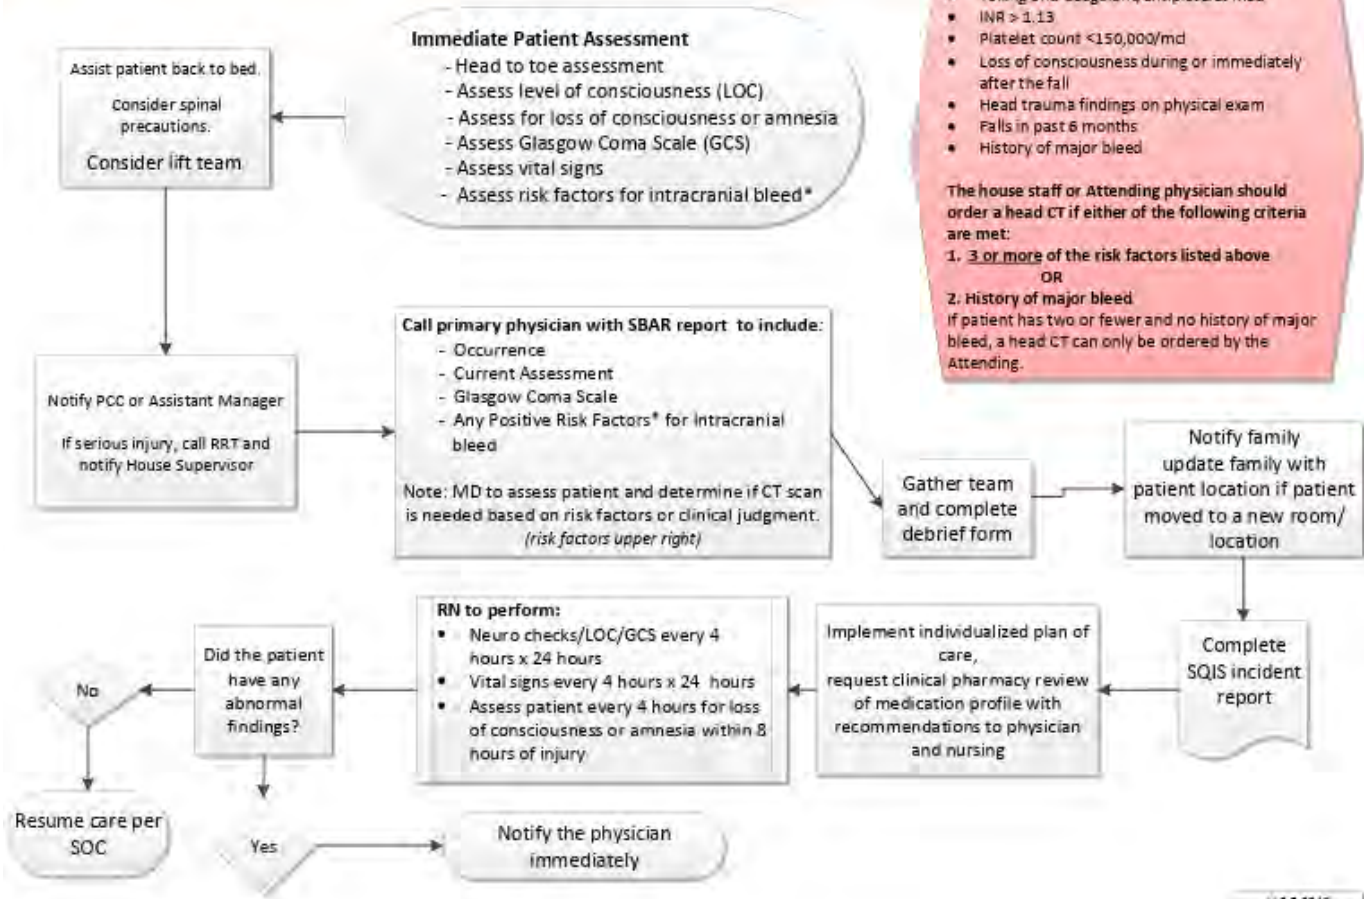 Immediate Patient Assessment
- Head to toe assessment
- Assess level of consciousness (LOC)
- Assess for loss of consciousness or amnesia
- Assess Glasgow Coma Scale (GCS)
- Assess vital signs
- Assess risk factors for intracranial bleed*
Assist patient back to bed.
Consider spinal
precautions.
Consider lift team
• INR > 1.13
• Platelet count <150,000/mcl
• Loss of consciousness during or immediately
after the fall
• Head trauma findings on physical exam
• Falls in past 6 months
• History of major bleed
The house staff or Attending physician should
order a head CT if either of the following criteria
are met:
1. 3 or more of the risk factors listed above
OR
2. History of major bleed
If patient has two or fewer and no history of major
bleed, a head CT can only be ordered by the
Attending.
Notify PCC or Assistant Manager
If serious injury, call RRT and
notify House Supervisor
Call primary physician with SBAR report to include:
- Occurrence
- Current Assessment
- Glasgow Coma Scale
- Any Positive Risk Factors* for Intracranial
bleed
Note: MD to assess patient and determine if CT scan
is needed based on risk factors or clinical judgment.
(risk factors upper right)
Gather team
and complete
debrief form
Notify family
update family with
patient location if patient
moved to a new room/
location
Complete
SQIS incident
report
Implement individualized plan of
care,
request clinical pharmacy review
of medication profile with
recommendations to physician
and nursing
RN to perform:
• Neuro checks/LOC/GCS every 4
hours x 24 hours
• Vital signs every 4 hours x 24 hours
• Assess patient every 4 hours for loss
of consciousness or amnesia within 8
hours of injury
Did the patient
have any
abnormal
findings?
No
Resume care per
SOC
Yes
Notify the physician
immediately